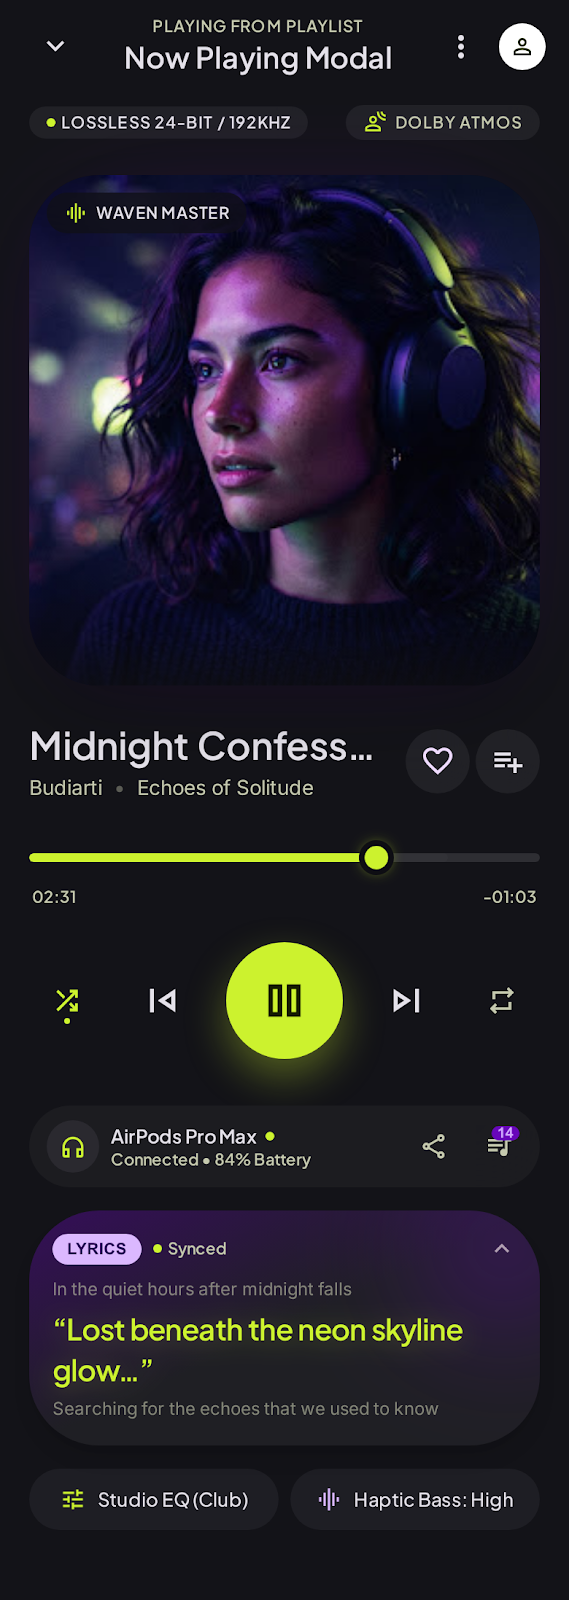 PLAYING FROM PLAYLIST
Now Playing Modal
LOSSLESS 24-BIT / 192KHZ
DOLBY ATMOS
WAVEN MASTER
Midnight Confess...
Budiarti • Echoes of Solitude
02:31
-01:03
AirPods Pro Max
Connected • 84% Battery
14
LYRICS
Synced
In the quiet hours after midnight falls
“Lost beneath the neon skyline
glow...”
Searching for the echoes that we used to know
Studio EQ (Club)
Haptic Bass: High